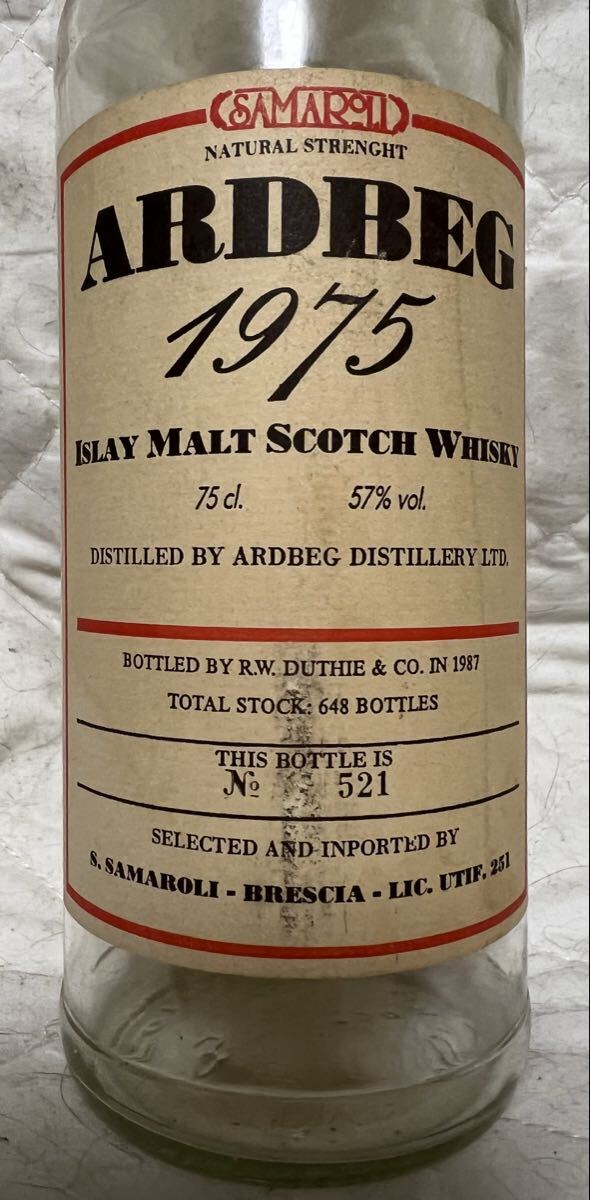 SAMAROLI
NATURAL STRENGHT
ARDBEG
1975
ISLAY MALT SCOTCH WHISKY
75 cl. 57% vol.
DISTILLED BY ARDBEG DISTILLERY LTD.
BOTTLED BY R.W. DUTHIE & CO. IN 1987
TOTAL STOCK: 648 BOTTLES
THIS BOTTLE IS
№ 521
SELECTED AND INPORTED BY
S. SAMAROLI - BRESCIA - LIC. UTIF. 251